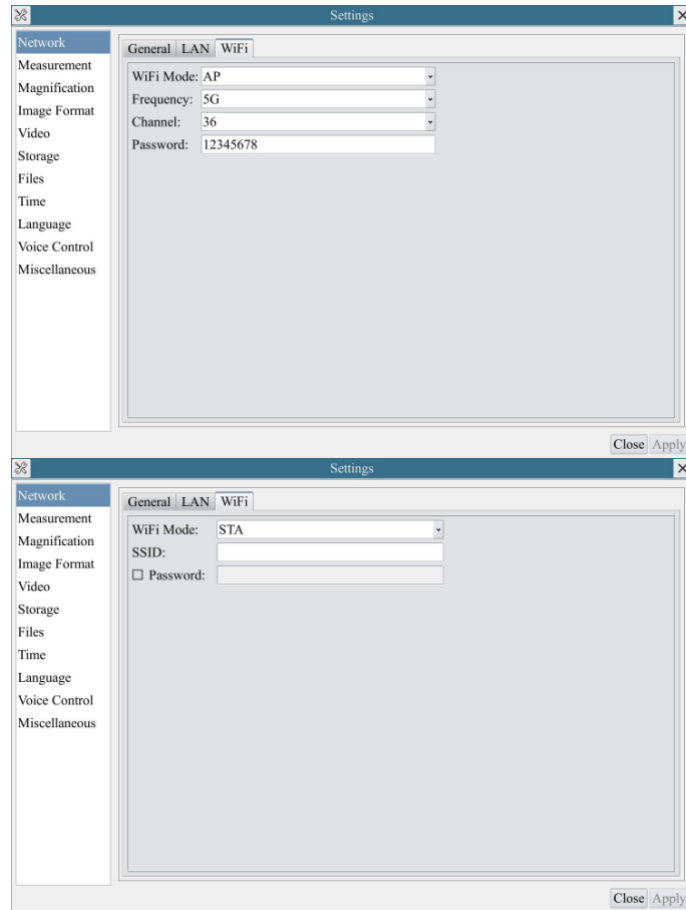 Settings
Network
Measurement
Magnification
Image Format
Video
Storage
Files
Time
Language
Voice Control
Miscellaneous
General LAN WiFi
WiFi Mode: AP
Frequency: 5G
Channel: 36
Password: 12345678
Close Apply
Settings
Network
Measurement
Magnification
Image Format
Video
Storage
Files
Time
Language
Voice Control
Miscellaneous
General LAN WiFi
WiFi Mode: STA
SSID:
Password:
Close Apply